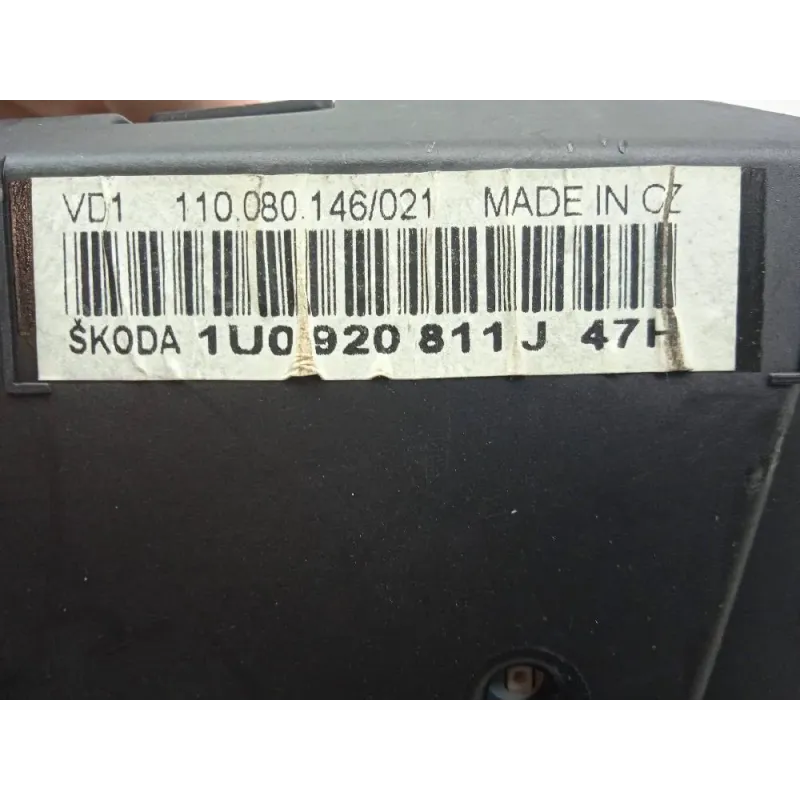 VD1 110.080.146/021 MADE IN CZ
ŠKODA 1U0 920 811 J 47H